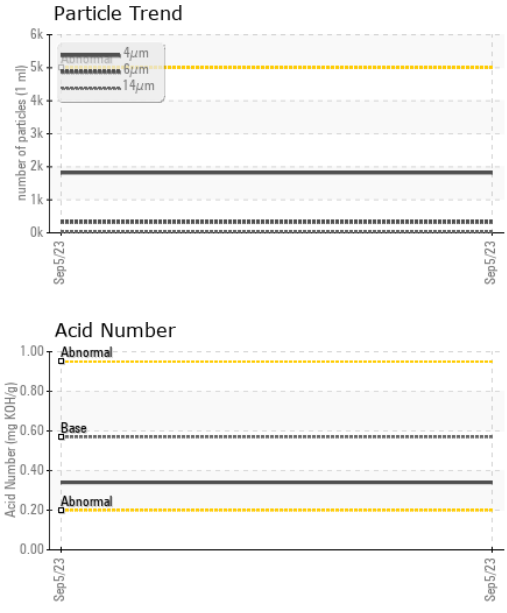 Particle Trend
number of particles (1 ml)
6k
5k
4k
3k
2k
1k
0k
Abnormal
4µm
6µm
14µm
Sep5/23
Sep5/23
Acid Number
Acid Number (mg KOH/g)
1.00
0.80
0.60
0.40
0.20
0.00
Abnormal
Base
Abnormal
Sep5/23
Sep5/23